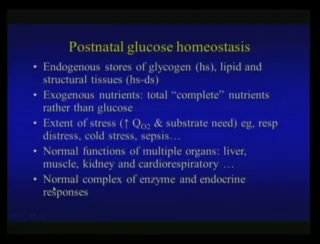 Postnatal glucose homeostasis
• Endogenous stores of glycogen (hs), lipid and
structural tissues (hs-ds)
• Exogenous nutrients: total “complete” nutrients
rather than glucose
• Extent of stress (↑ QO2 & substrate need) eg, resp
distress, cold stress, sepsis…
• Normal functions of multiple organs: liver,
muscle, kidney and cardiorespiratory …
• Normal complex of enzyme and endocrine
responses